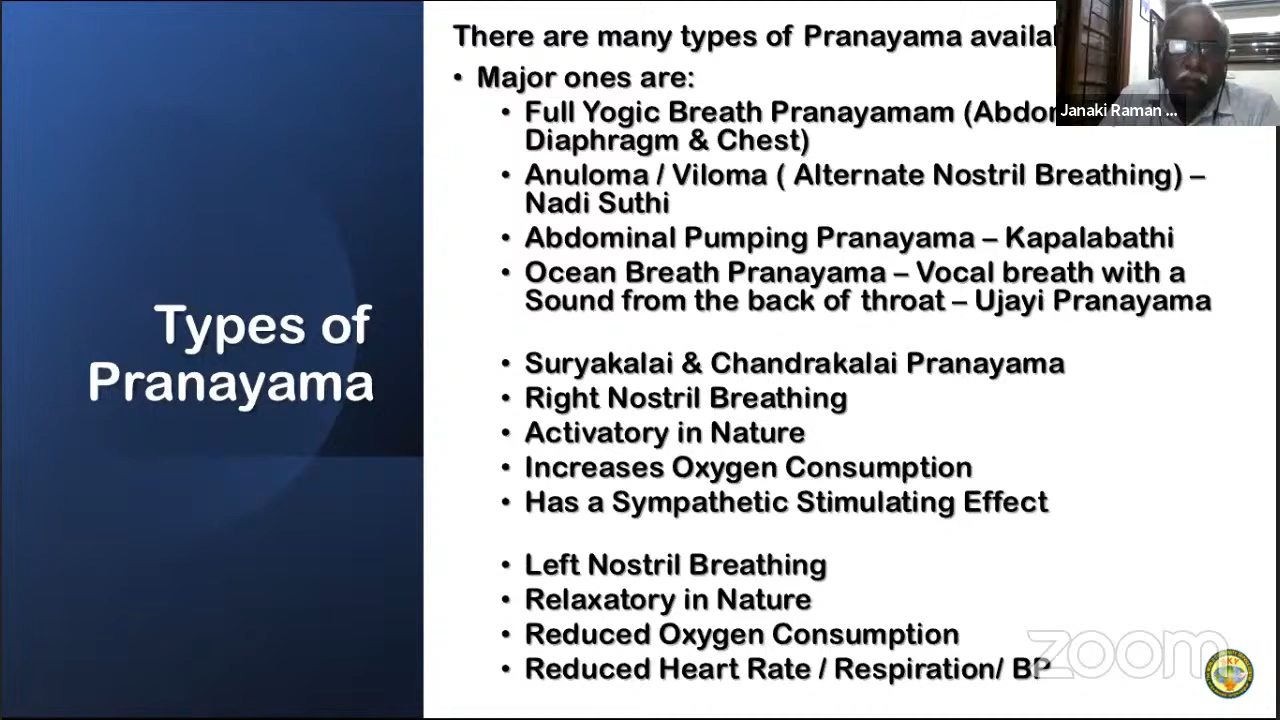 There are many types of Pranayama
• Major ones are:
• Full Yogic Breath Pranayamam
Diaphragm & Chest)
• Anuloma / Viloma ( Alternate Nostril Breathing) –
Nadi Suthi
• Abdominal Pumping Pranayama – Kapalabathi
• Ocean Breath Pranayama – Vocal breath with a
Sound from the back of throat – Ujayi Pranayama
• Suryakalai & Chandrakalai Pranayama
• Right Nostril Breathing
• Activatory in Nature
• Increases Oxygen Consumption
• Has a Sympathetic Stimulating Effect
• Left Nostril Breathing
• Relaxatory in Nature
• Reduced Oxygen Consumption
• Reduced Heart Rate / Respiration/ BP
Types of
Pranayama
Janaki Raman ...
zoom